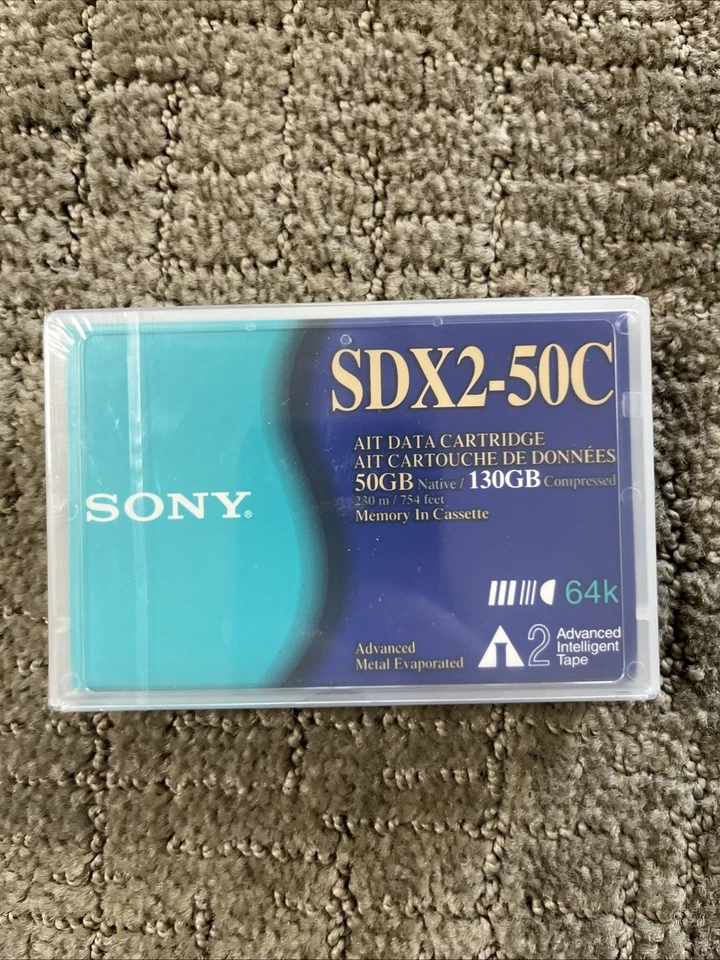 SDX2-50C
AIT DATA CARTRIDGE
AIT CARTOUCHE DE DONNÉES
50GB Native / 130GB Compressed
230 m / 754 feet
Memory In Cassette
SONY®
64k
Advanced
Metal Evaporated
2
Advanced
Intelligent
Tape